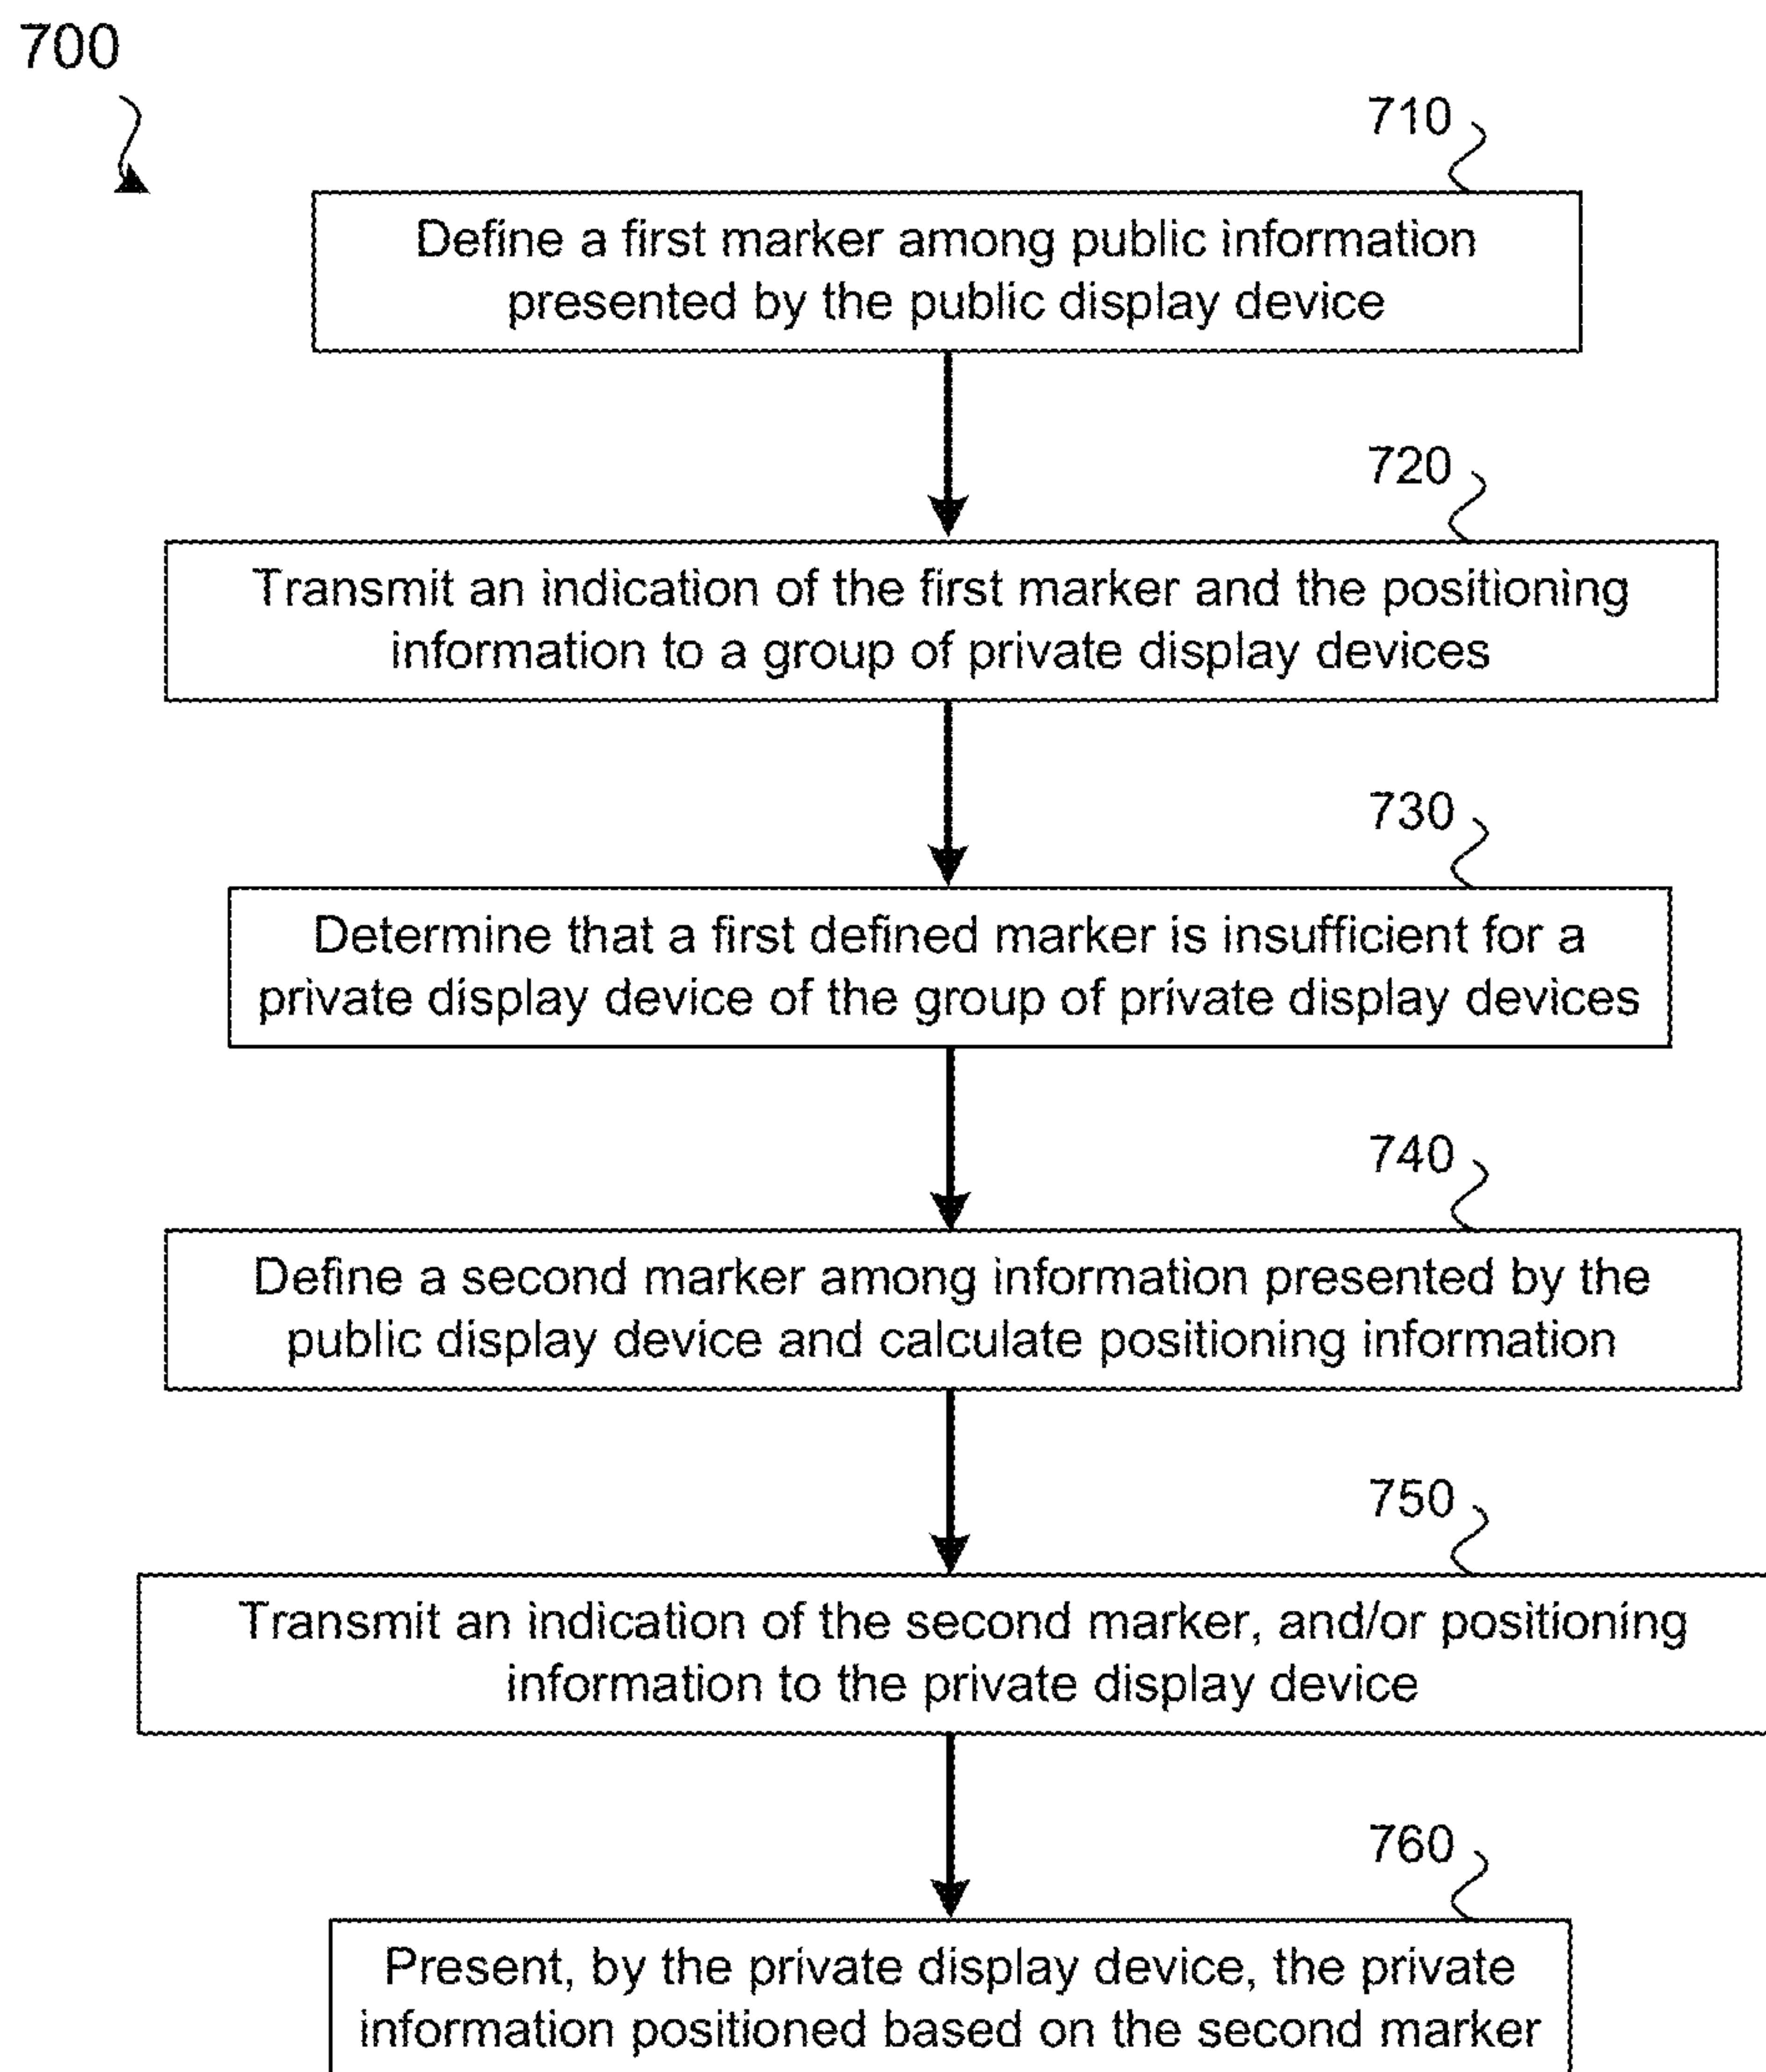 700
710
Define a first marker among public information
presented by the public display device
720
Transmit an indication of the first marker and the positioning
information to a group of private display devices
730
Determine that a first defined marker is insufficient for a
private display device of the group of private display devices
740
Define a second marker among information presented by the
public display device and calculate positioning information
750
Transmit an indication of the second marker, and/or positioning
information to the private display device
760
Present, by the private display device, the private
information positioned based on the second marker